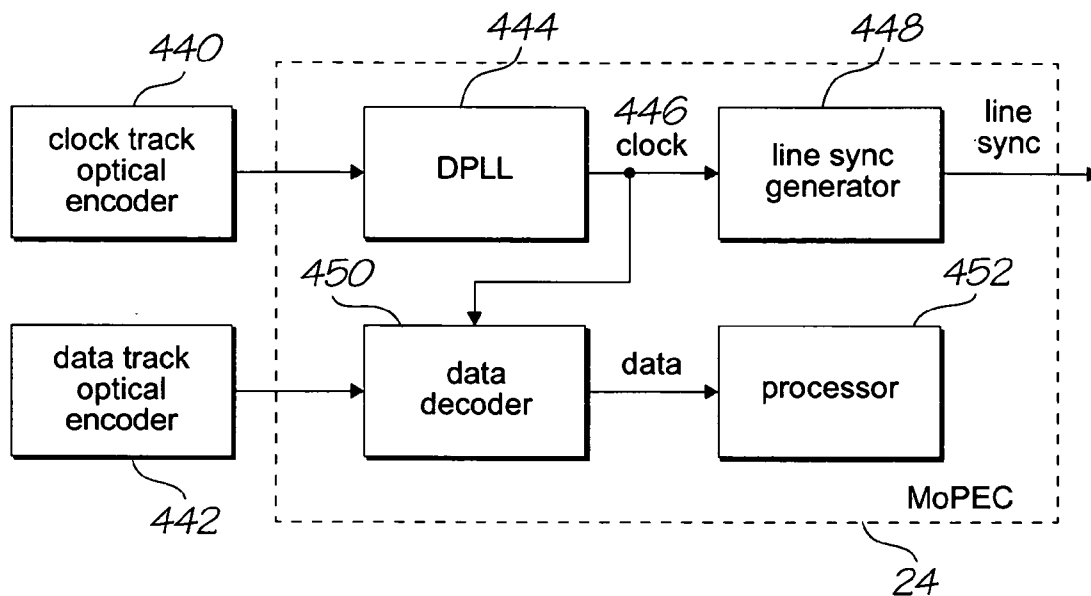 440
444
448
clock track
optical
encoder
DPLL
446
clock
line sync
generator
line
sync
450
452
data track
optical
encoder
data
decoder
data
processor
442
MoPEC
24